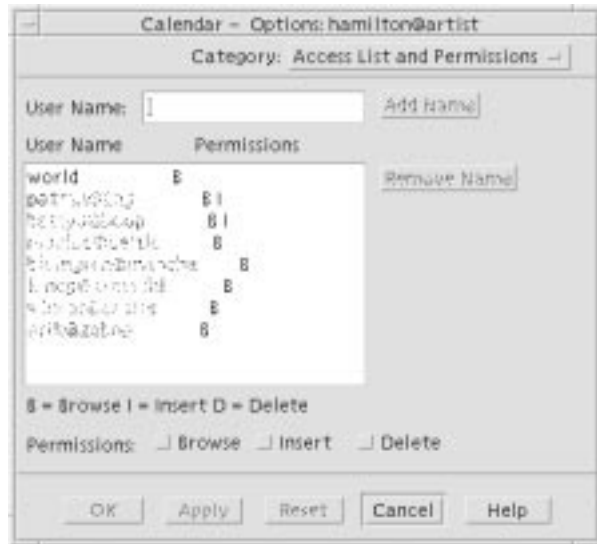 Calendar – Options: hamilton@artist
Category: Access List and Permissions
User Name:
Add Name
User Name Permissions
world B
Remove Name
B I
B I
B
B
B
B
B
B = Browse I = Insert D = Delete
Permissions: Browse Insert Delete
OK Apply Reset Cancel Help